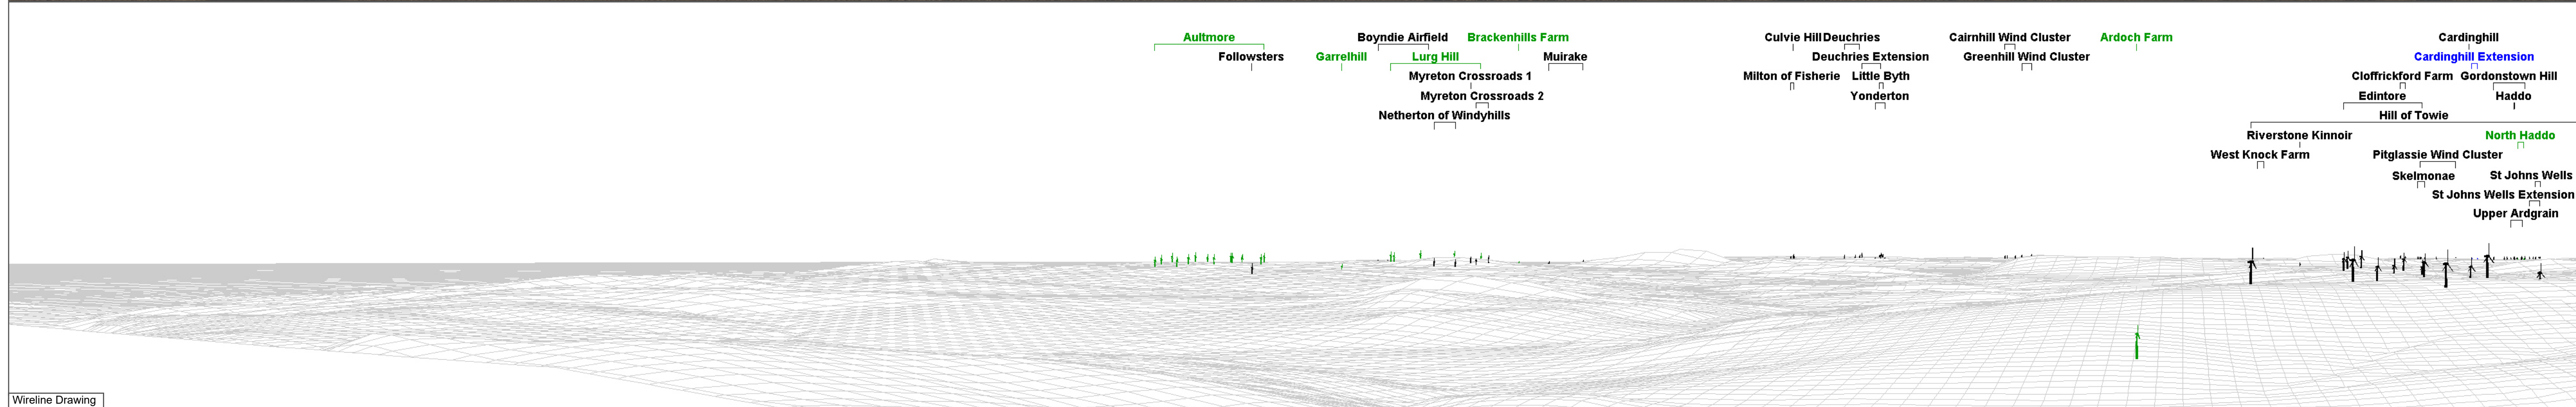 Aultmore Boyndie Airfield Brackenhills Farm Culvie Hill Deuchries Cairnhill Wind Cluster Ardoch Farm Cardinghill
Followsters Garrelhill Lurg Hill Muirake Deuchries Extension Greenhill Wind Cluster Cardinghill Extension
Myreton Crossroads 1 Milton of Fisherie Little Byth Cloffrickford Farm Gordonstown Hill
Myreton Crossroads 2 Yonderton Edintore Haddo
Netherton of Windyhills Hill of Towie
Riverstone Kinnoir North Haddo
West Knock Farm Pitglassie Wind Cluster
Skelmonae St Johns Wells
St Johns Wells Extension
Upper Ardgrain
Wireline Drawing